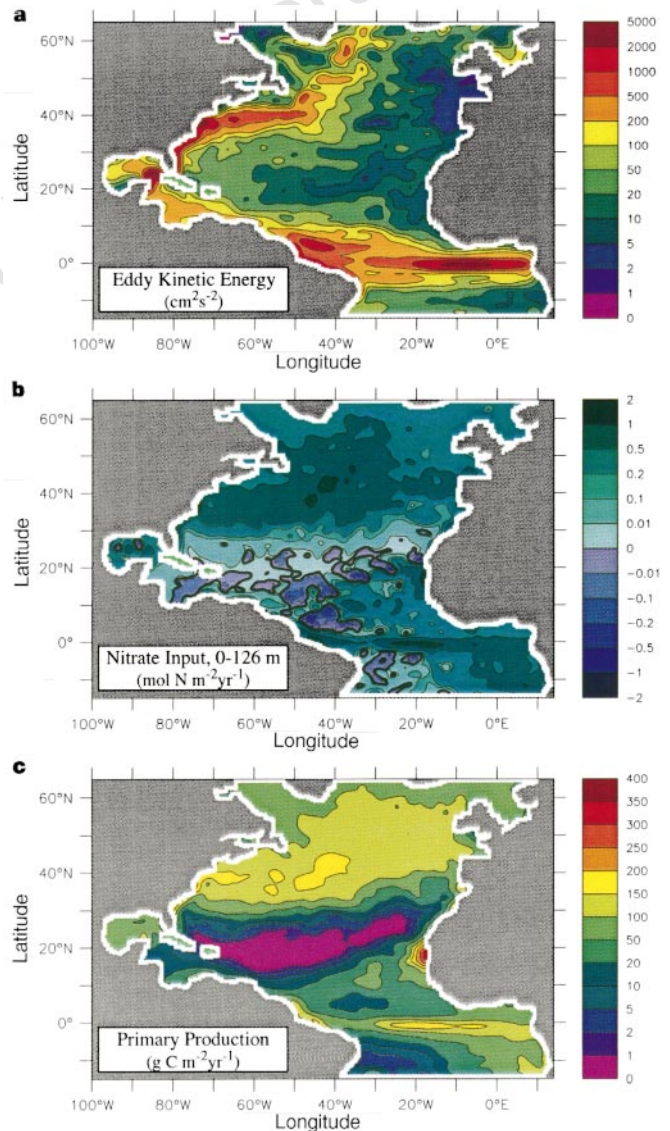 a
60°N
40°N
20°N
0°
Latitude
Eddy Kinetic Energy
(cm²s⁻²)
100°W 80°W 60°W 40°W 20°W 0°E
Longitude
5000
2000
1000
500
200
100
50
20
10
5
2
1
0
b
60°N
40°N
20°N
0°
Latitude
Nitrate Input, 0-126 m
(mol N m⁻²yr⁻¹)
100°W 80°W 60°W 40°W 20°W 0°E
Longitude
2
1
0.5
0.2
0.1
0.01
0
-0.01
-0.1
-0.2
-0.5
-1
-2
c
60°N
40°N
20°N
0°
Latitude
Primary Production
(g C m⁻²yr⁻¹)
100°W 80°W 60°W 40°W 20°W 0°E
Longitude
400
350
300
250
200
150
100
50
20
10
5
2
1
0